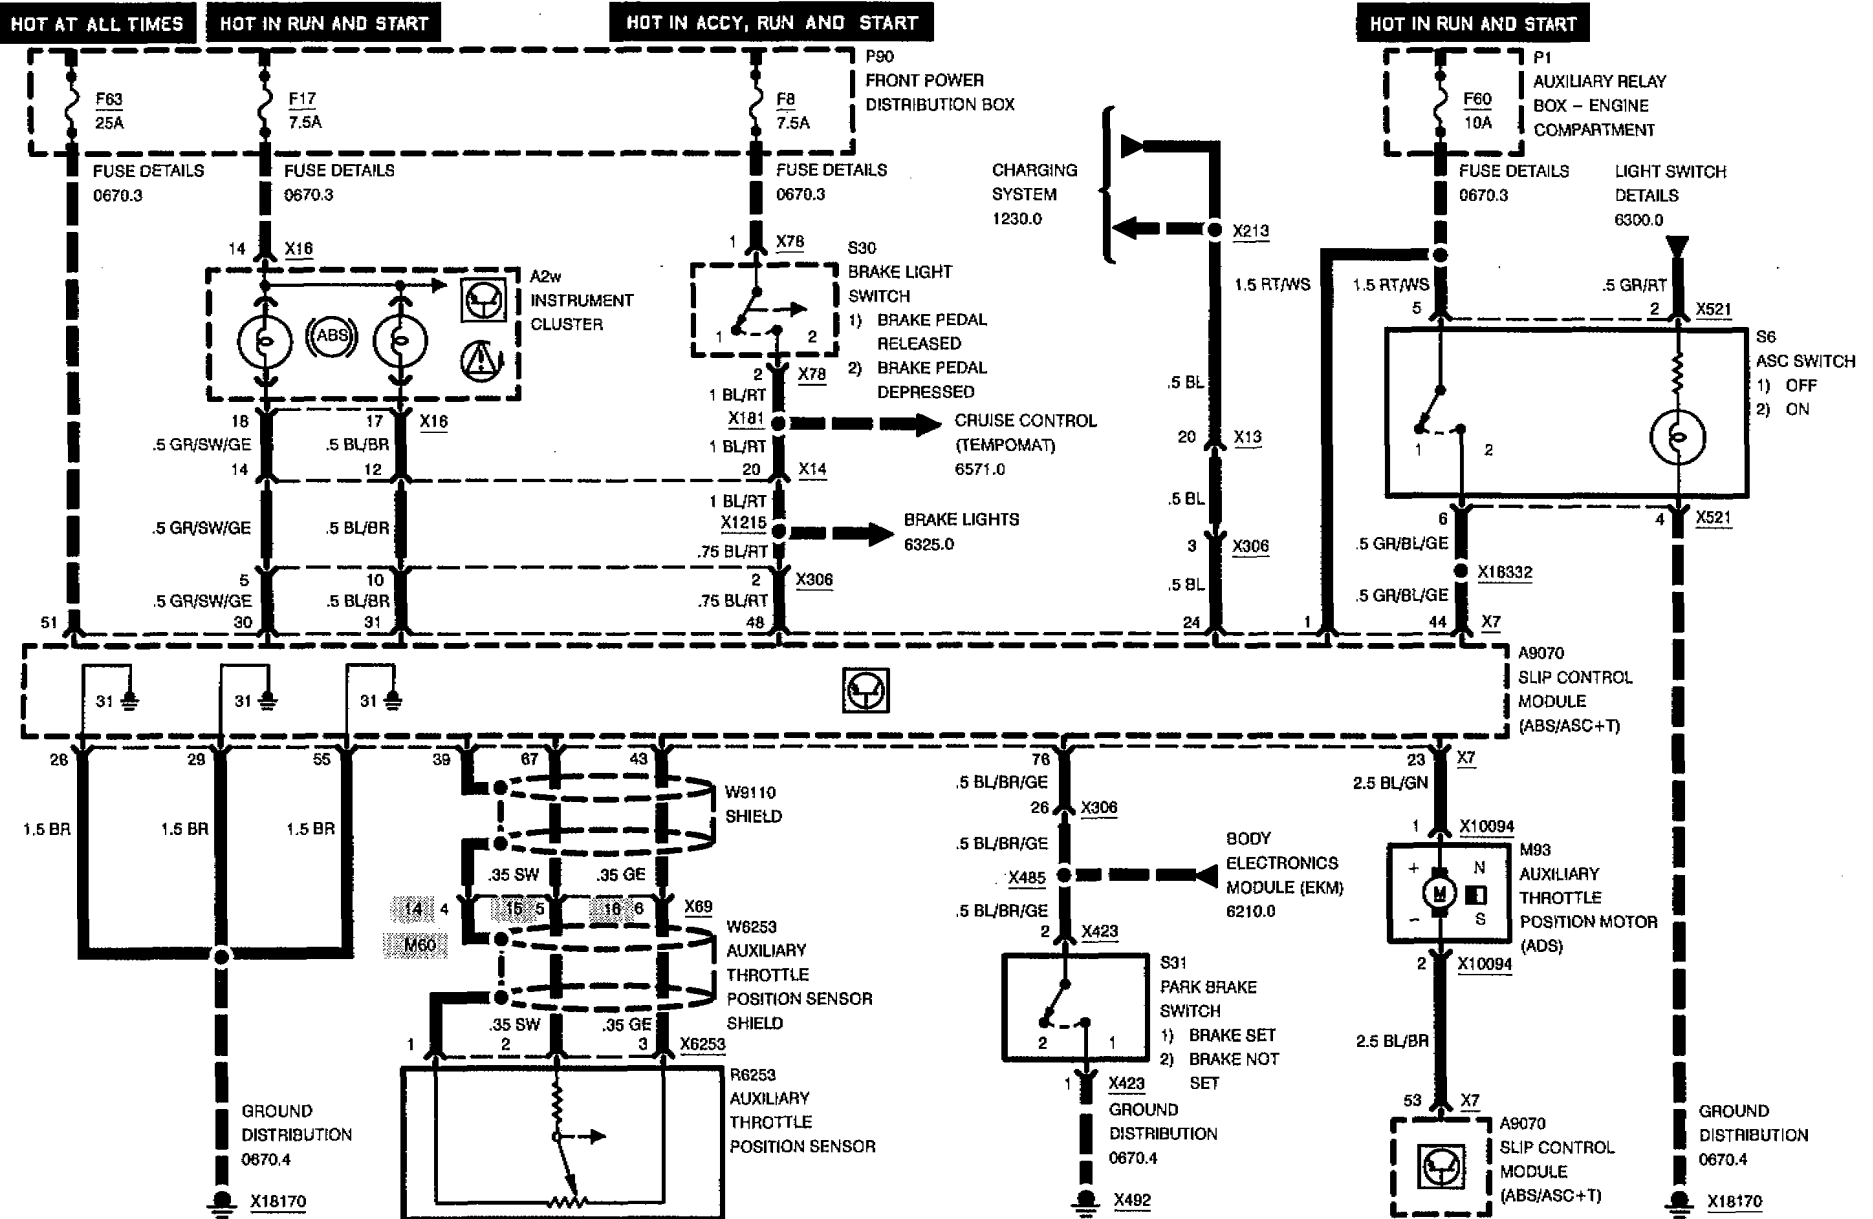 HOT AT ALL TIMES
HOT IN RUN AND START
HOT IN ACCY, RUN AND START
HOT IN RUN AND START
F63
25A
F17
7.5A
F8
7.5A
P90
FRONT POWER
DISTRIBUTION BOX
F60
10A
P1
AUXILIARY RELAY
BOX – ENGINE
COMPARTMENT
FUSE DETAILS
0670.3
FUSE DETAILS
0670.3
FUSE DETAILS
0670.3
CHARGING
SYSTEM
1230.0
FUSE DETAILS
0670.3
LIGHT SWITCH
DETAILS
6300.0
14 X16
1 X78
X213
A2w
INSTRUMENT
CLUSTER
ABS
S30
BRAKE LIGHT
SWITCH
1) BRAKE PEDAL
RELEASED
2) BRAKE PEDAL
DEPRESSED
1 2
1.5 RT/WS
1.5 RT/WS
.5 GR/RT
5 2 X521
S6
ASC SWITCH
1) OFF
2) ON
1 2
2 X78
1 BL/RT
X181
1 BL/RT
CRUISE CONTROL
(TEMPOMAT)
6571.0
.5 BL
20 X13
18 17 X16
.5 GR/SW/GE
.5 BL/BR
14 12 20 X14
.5 GR/SW/GE
.5 BL/BR
1 BL/RT
X1215
.75 BL/RT
BRAKE LIGHTS
6325.0
.5 BL
3 X306
.5 BL
6 4 X521
.5 GR/BL/GE
X18332
.5 GR/BL/GE
5 10 2 X306
.5 GR/SW/GE
.5 BL/BR
.75 BL/RT
51 30 31 48 24 1 44 X7
31 31 31
A9070
SLIP CONTROL
MODULE
(ABS/ASC+T)
28 29 55 39 67 43 76 23 X7
1.5 BR
1.5 BR
1.5 BR
W9110
SHIELD
.35 SW
.35 GE
14 4 15 5 16 6 X69
M60
W6253
AUXILIARY
THROTTLE
POSITION SENSOR
SHIELD
.35 SW
.35 GE
1 2 3 X6253
R6253
AUXILIARY
THROTTLE
POSITION SENSOR
GROUND
DISTRIBUTION
0670.4
X18170
.5 BL/BR/GE
26 X306
.5 BL/BR/GE
X485
.5 BL/BR/GE
BODY
ELECTRONICS
MODULE (EKM)
6210.0
2 X423
S31
PARK BRAKE
SWITCH
1) BRAKE SET
2) BRAKE NOT
SET
2 1
1 X423
GROUND
DISTRIBUTION
0670.4
X492
2.5 BL/GN
1 X10094
+ N
M
– S
M93
AUXILIARY
THROTTLE
POSITION MOTOR
(ADS)
2 X10094
2.5 BL/BR
53 X7
A9070
SLIP CONTROL
MODULE
(ABS/ASC+T)
GROUND
DISTRIBUTION
0670.4
X18170